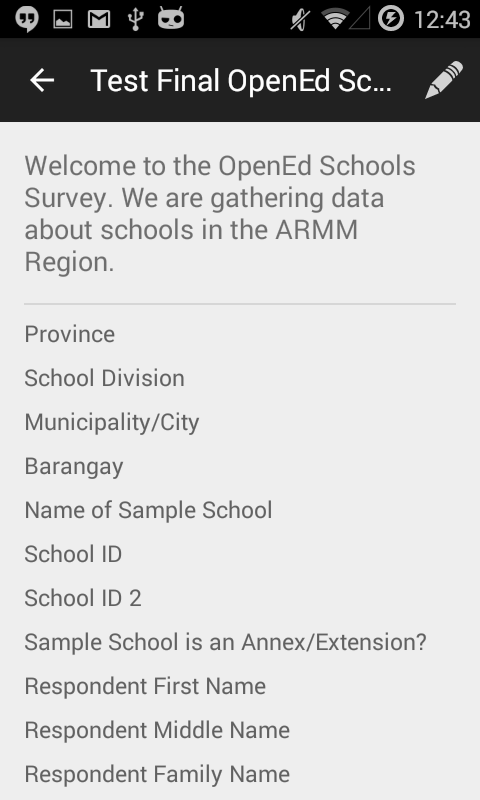 12:43
Test Final OpenEd Sc...
Welcome to the OpenEd Schools
Survey. We are gathering data
about schools in the ARMM
Region.
Province
School Division
Municipality/City
Barangay
Name of Sample School
School ID
School ID 2
Sample School is an Annex/Extension?
Respondent First Name
Respondent Middle Name
Respondent Family Name